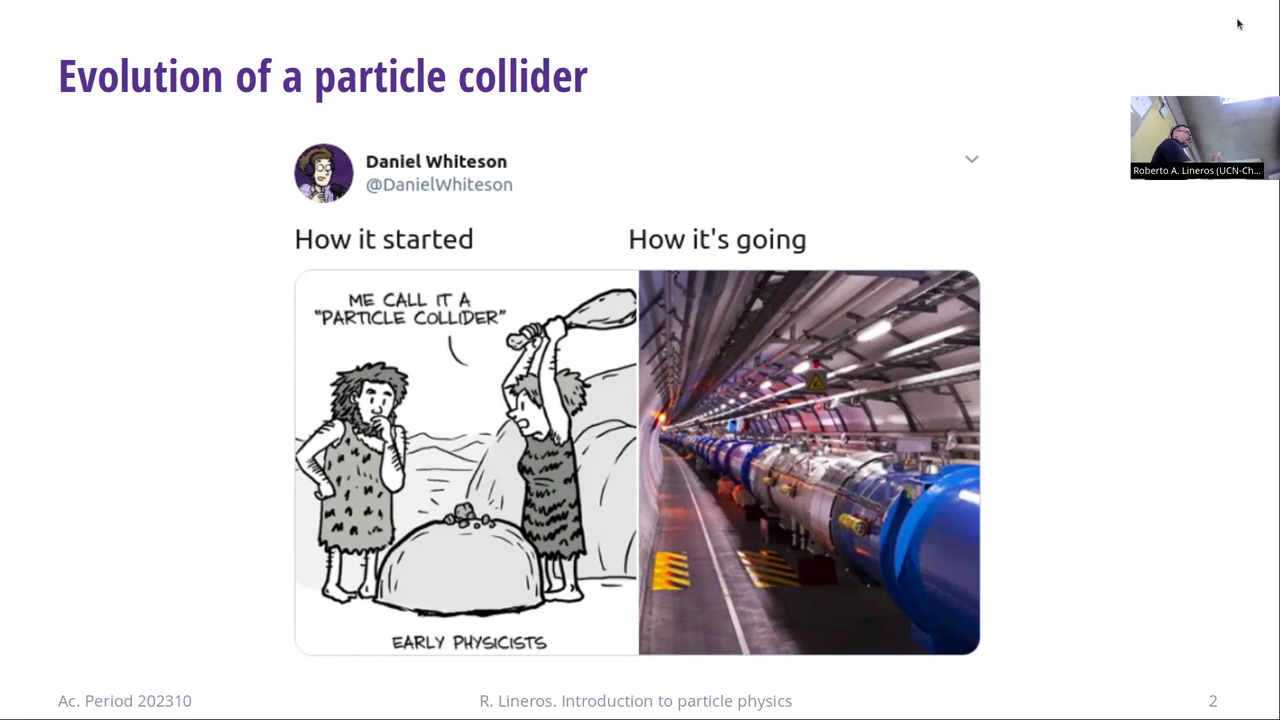 Evolution of a particle collider
Roberto A. Lineros (UCN-Ch...
Daniel Whiteson
@DanielWhiteson
How it started
How it's going
ME CALL IT A
"PARTICLE COLLIDER"
EARLY PHYSICISTS
Ac. Period 202310
R. Lineros. Introduction to particle physics
2